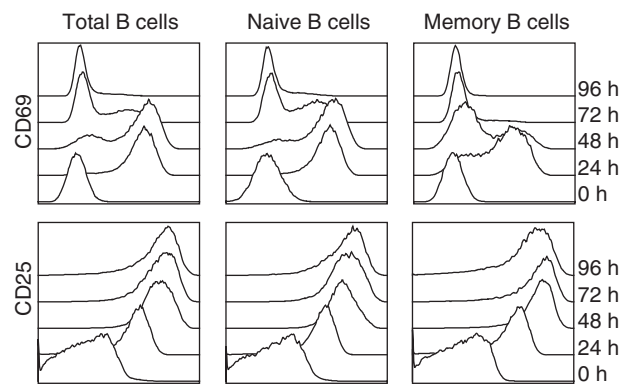 Total B cells
Naive B cells
Memory B cells
CD69
96 h
72 h
48 h
24 h
0 h
CD25
96 h
72 h
48 h
24 h
0 h